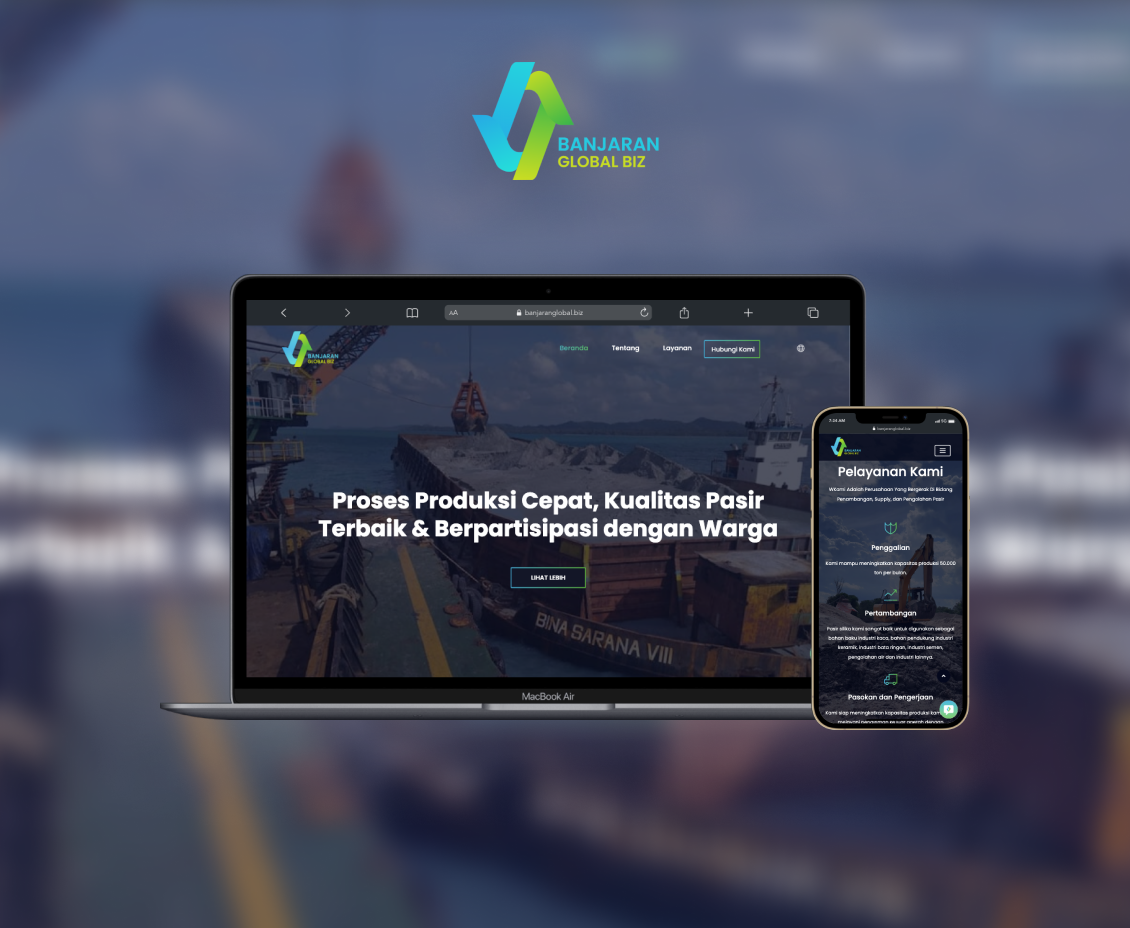 BANJARAN
GLOBAL BIZ
AA
banjaranglobal.biz
BANJARAN
GLOBAL BIZ
Beranda
Tentang
Layanan
Hubungi Kami
Proses Produksi Cepat, Kualitas Pasir
Terbaik & Berpartisipasi dengan Warga
LIHAT LEBIH
BINA SARANA VIII
MacBook Air
7:44 AM
5G
banjaranglobal.biz
BANJARAN
GLOBAL BIZ
Pelayanan Kami
Wkami Adalah Perusahaan Yang Bergerak Di Bidang
Penambangan, Supply, dan Pengolahan Pasir
Penggalian
Kami mampu meningkatkan kapasitas produksi 50.000
ton per bulan.
Pertambangan
Pasir silika kami sangat baik untuk digunakan sebagai
bahan baku industri kaca, bahan pendukung industri
keramik, industri bata ringan, industri semen,
pengolahan air dan industri lainnya.
Pasokan dan Pengerjaan
Kami siap meningkatkan kapasitas produksi